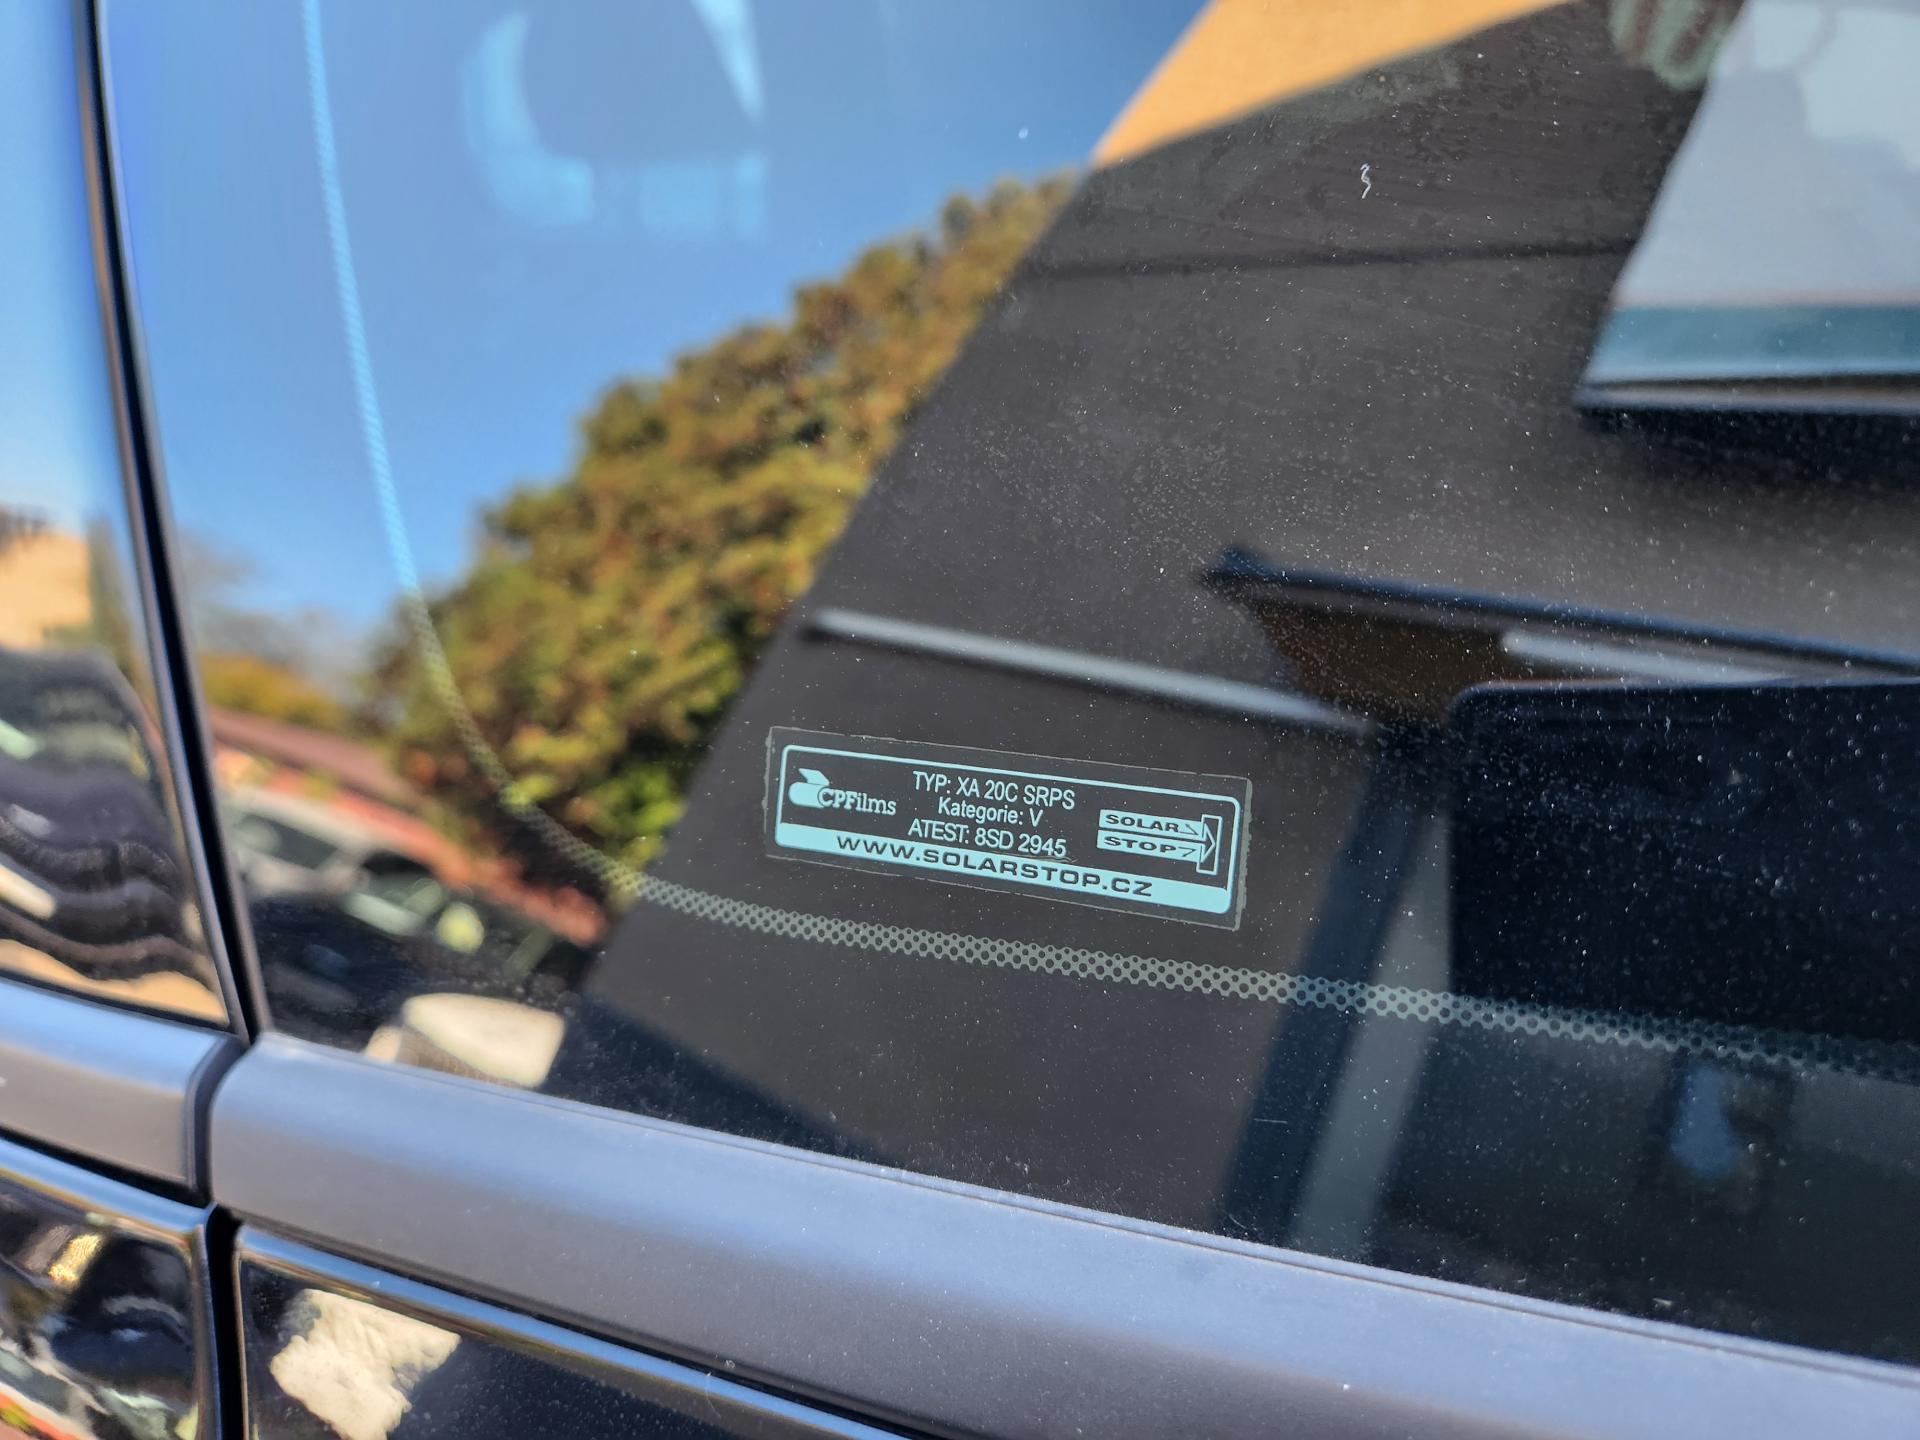 CPFilms
TYP: XA 20C SRPS
Kategorie: V
ATEST: 8SD 2945
SOLAR
STOP
WWW.SOLARSTOP.CZ